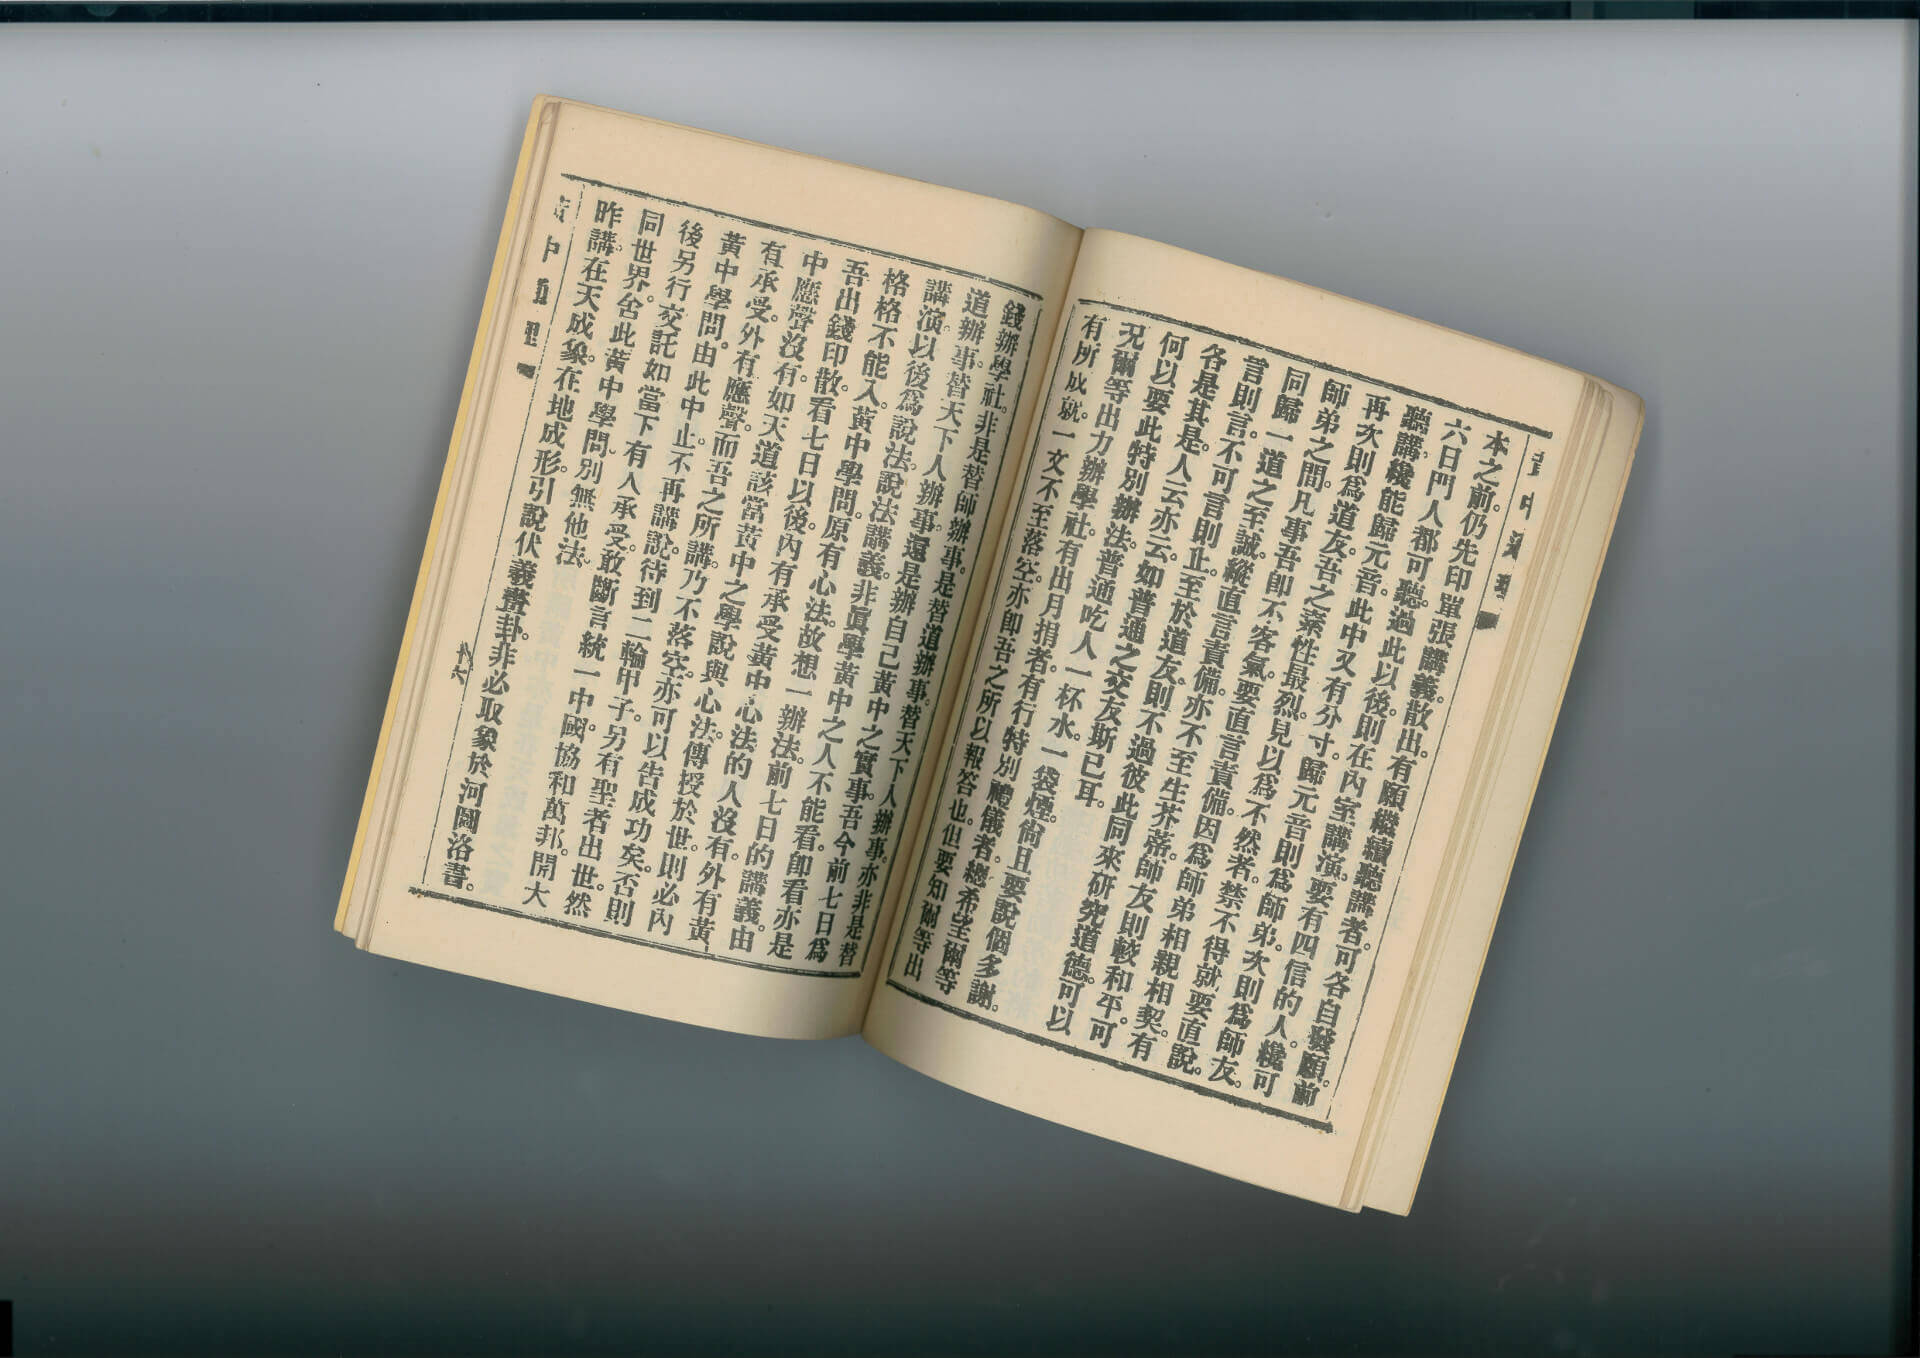 黃中通理
本之前。仍先印單張講義。散出。有願繼續聽講者。可各自發願。前
六日門人都可聽。過此以後。則在內室講演。要有四信的人。纔可
聽講。纔能歸元音。此中又有分寸。歸元音則爲師弟。次則爲師友。
再次則爲道友。吾之素性最烈。見以爲不然者。禁不得就要直說。
師弟之間。凡事吾卽不客氣。要直言責備。因爲師弟相親相契。有
同歸一道之至誠。縱直言責備。亦不至生芥蒂。師友則較和平。可
言則言。不可言則止。至於道友。則不過彼此同來研究道德。可以
各是其是。人云亦云。如普通之交友斯已耳。
何以要此特別辦法。普通吃人一杯水。一袋煙。尙且要說個多謝。
況爾等出力辦學社。有出月捐者。有行特別禮儀者。總希望爾等
有所成就。一文不至落空。亦卽吾之所以報答也。但要知爾等出
錢辦學社。非是替師辦事。是替道辦事。替天下人辦事。亦非是替
道辦事。替天下人辦事。還是辦自己黃中之實事。吾今前七日爲
講演。以後爲說法。說法講義。非眞學黃中之人不能看。卽看亦是
格格不能入。黃中學問。原有心法。故想一辦法。前七日的講義。由
吾出錢印。散看七日以後。內有承受黃中心法的人沒有。外有黃
中應聲沒有。如天道該當黃中之學說與心法。傳授於世。則必內
有承受。外有應聲。而吾之所講。乃不落空。亦可以告成功矣。否則
黃中學問。由此中止。不再講說。待到二輪甲子。另有聖者出世。然
後另行交託。如當下有人承受。敢斷言統一中國。協和萬邦。開大
同世界。舍此黃中學問。別無他法。
昨講在天成象。在地成形。引說伏羲畫卦。非必取象於河圖洛書。
黃中通理
十六